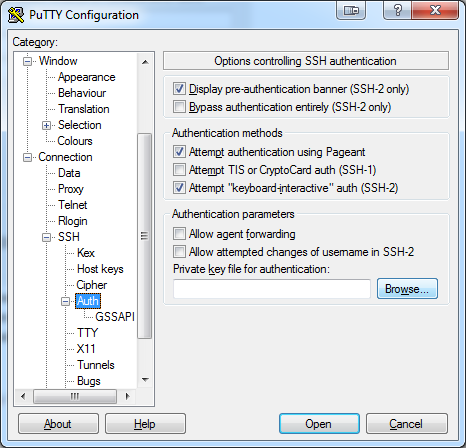 PuTTY Configuration
Category:
Window
Appearance
Behaviour
Translation
Selection
Colours
Connection
Data
Proxy
Telnet
Rlogin
SSH
Kex
Host keys
Cipher
Auth
GSSAPI
TTY
X11
Tunnels
Bugs
Options controlling SSH authentication
Display pre-authentication banner (SSH-2 only)
Bypass authentication entirely (SSH-2 only)
Authentication methods
Attempt authentication using Pageant
Attempt TIS or CryptoCard auth (SSH-1)
Attempt "keyboard-interactive" auth (SSH-2)
Authentication parameters
Allow agent forwarding
Allow attempted changes of username in SSH-2
Private key file for authentication:
Browse...
About
Help
Open
Cancel